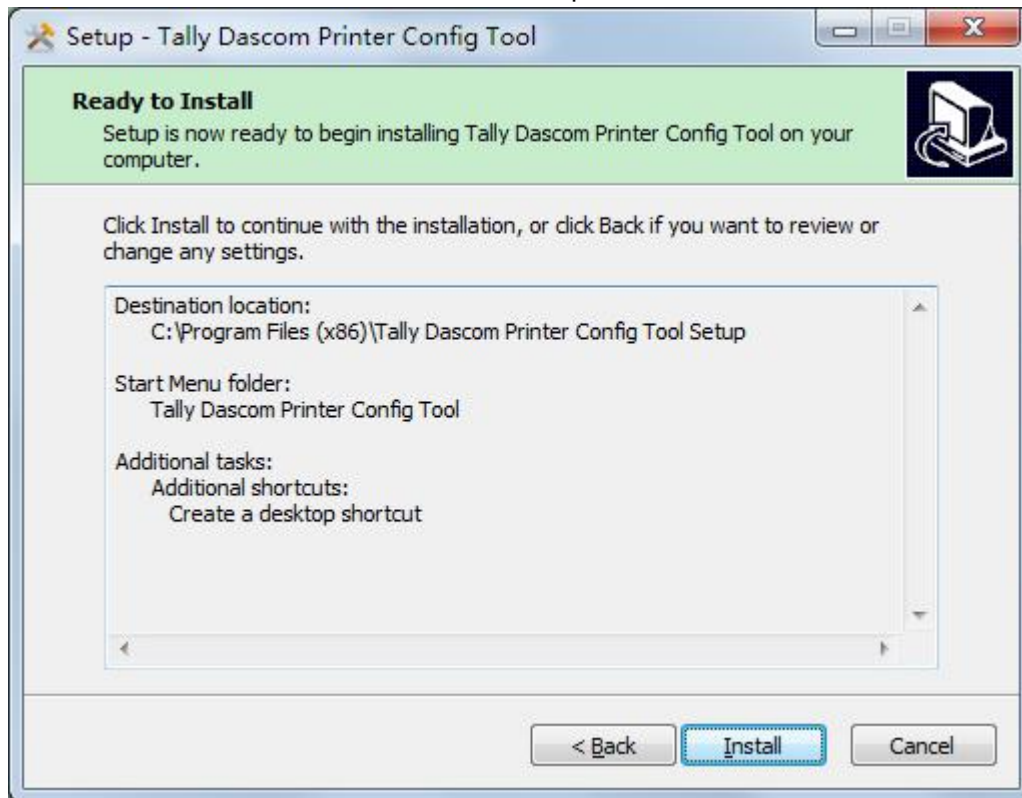 Setup - Tally Dascom Printer Config Tool
Ready to Install
Setup is now ready to begin installing Tally Dascom Printer Config Tool on your
computer.
Click Install to continue with the installation, or click Back if you want to review or
change any settings.
Destination location:
C:\Program Files (x86)\Tally Dascom Printer Config Tool Setup
Start Menu folder:
Tally Dascom Printer Config Tool
Additional tasks:
Additional shortcuts:
Create a desktop shortcut
< Back
Install
Cancel